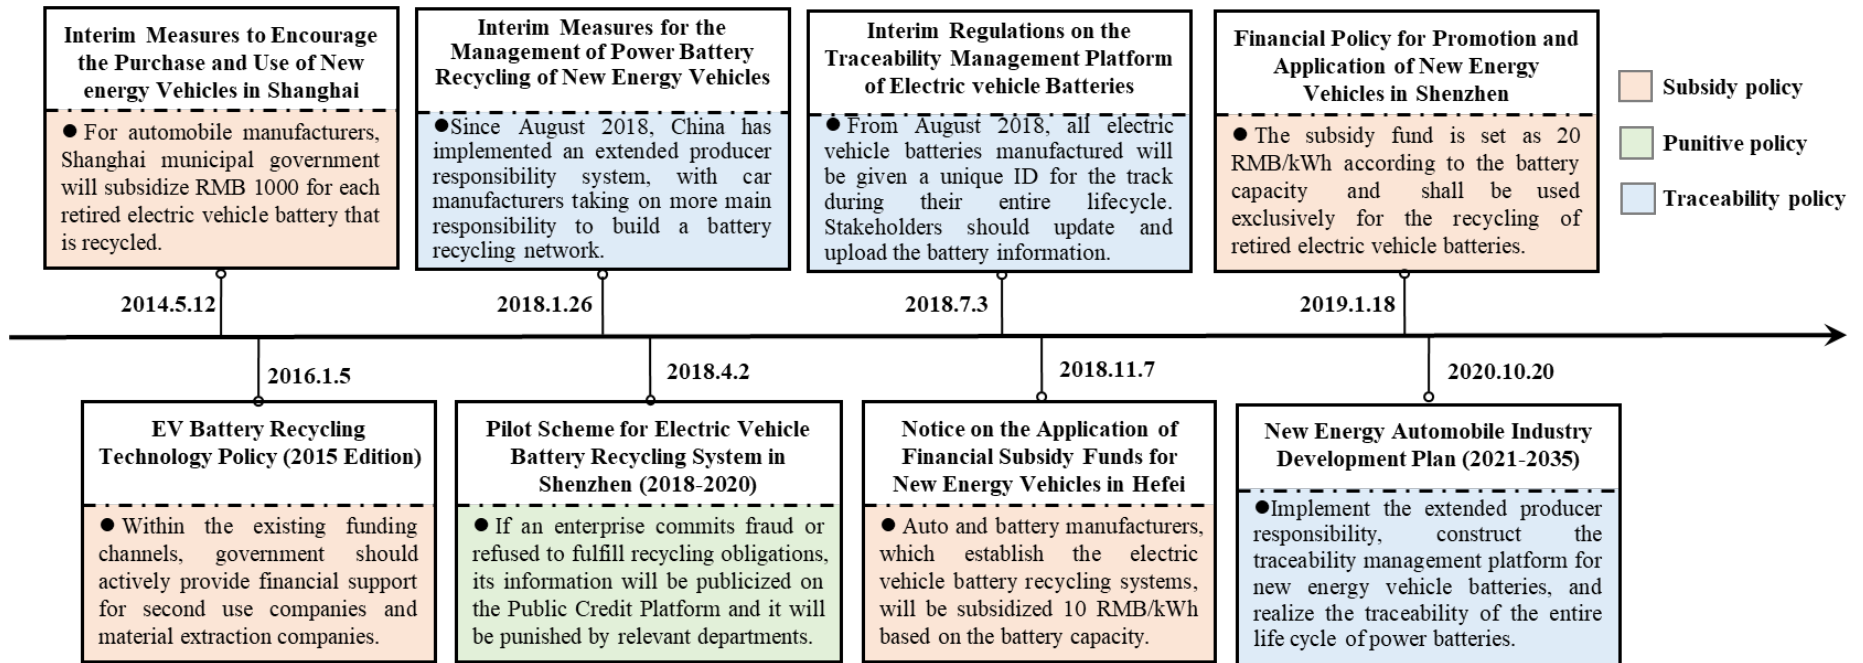 Interim Measures to Encourage
the Purchase and Use of New
energy Vehicles in Shanghai
● For automobile manufacturers,
Shanghai municipal government
will subsidize RMB 1000 for each
retired electric vehicle battery that
is recycled.
2014.5.12
Interim Measures for the
Management of Power Battery
Recycling of New Energy Vehicles
●Since August 2018, China has
implemented an extended producer
responsibility system, with car
manufacturers taking on more main
responsibility to build a battery
recycling network.
2018.1.26
Interim Regulations on the
Traceability Management Platform
of Electric vehicle Batteries
● From August 2018, all electric
vehicle batteries manufactured will
be given a unique ID for the track
during their entire lifecycle.
Stakeholders should update and
upload the battery information.
2018.7.3
Financial Policy for Promotion and
Application of New Energy
Vehicles in Shenzhen
● The subsidy fund is set as 20
RMB/kWh according to the battery
capacity and shall be used
exclusively for the recycling of
retired electric vehicle batteries.
2019.1.18
Subsidy policy
Punitive policy
Traceability policy
2016.1.5
EV Battery Recycling
Technology Policy (2015 Edition)
● Within the existing funding
channels, government should
actively provide financial support
for second use companies and
material extraction companies.
2018.4.2
Pilot Scheme for Electric Vehicle
Battery Recycling System in
Shenzhen (2018-2020)
● If an enterprise commits fraud or
refused to fulfill recycling obligations,
its information will be publicized on
the Public Credit Platform and it will
be punished by relevant departments.
2018.11.7
Notice on the Application of
Financial Subsidy Funds for
New Energy Vehicles in Hefei
● Auto and battery manufacturers,
which establish the electric
vehicle battery recycling systems,
will be subsidized 10 RMB/kWh
based on the battery capacity.
2020.10.20
New Energy Automobile Industry
Development Plan (2021-2035)
●Implement the extended producer
responsibility, construct the
traceability management platform for
new energy vehicle batteries, and
realize the traceability of the entire
life cycle of power batteries.